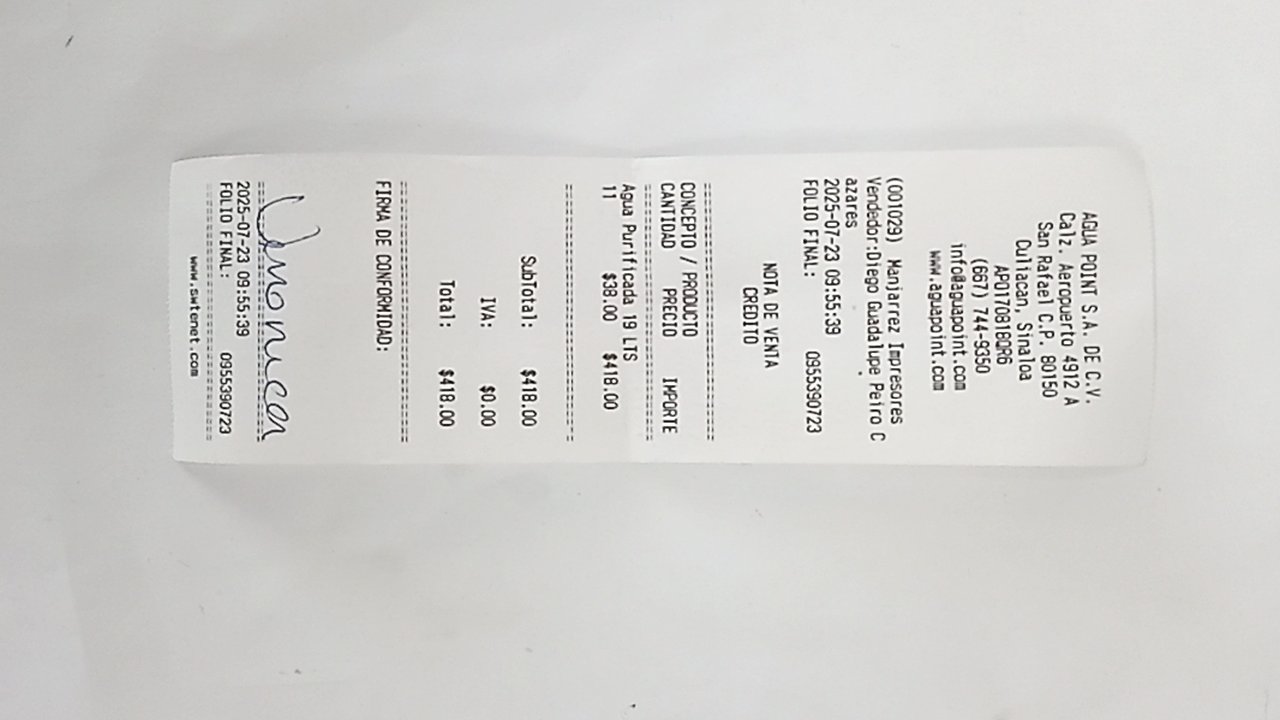 AGUA POINT S.A. DE C.V.
Calz. Aeropuerto 4912 A
San Rafael C.P. 80150
Culiacan, Sinaloa
APO170818QR6
(667) 744-9350
info@aguapoint.com
www.aguapoint.com
(001029) Manjarrez Impresores
Vendedor:Diego Guadalupe Peiro C
azares
2025-07-23 09:55:39
FOLIO FINAL: 0955390723
NOTA DE VENTA
CREDITO
================================
CONCEPTO / PRODUCTO
CANTIDAD PRECIO IMPORTE
================================
Agua Purificada 19 LTS
11 $38.00 $418.00
================================
SubTotal: $418.00
IVA: $0.00
Total: $418.00
================================
FIRMA DE CONFORMIDAD:
Veronica
================================
2025-07-23 09:55:39
FOLIO FINAL: 0955390723
================================
www.swtenet.com